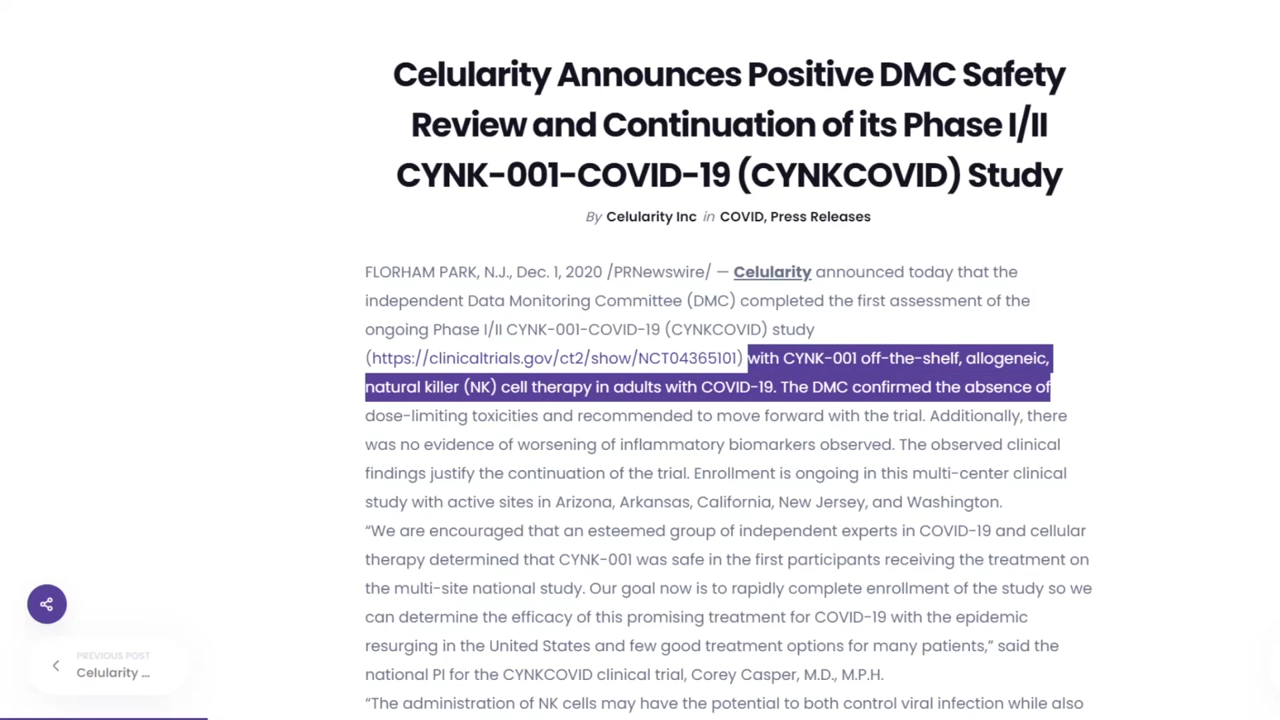 Celularity Announces Positive DMC Safety
Review and Continuation of its Phase I/II
CYNK-001-COVID-19 (CYNKCOVID) Study
By Celularity Inc in COVID, Press Releases
FLORHAM PARK, N.J., Dec. 1, 2020 /PRNewswire/ — Celularity announced today that the
independent Data Monitoring Committee (DMC) completed the first assessment of the
ongoing Phase I/II CYNK-001-COVID-19 (CYNKCOVID) study
(https://clinicaltrials.gov/ct2/show/NCT04365101) with CYNK-001 off-the-shelf, allogeneic,
natural killer (NK) cell therapy in adults with COVID-19. The DMC confirmed the absence of
dose-limiting toxicities and recommended to move forward with the trial. Additionally, there
was no evidence of worsening of inflammatory biomarkers observed. The observed clinical
findings justify the continuation of the trial. Enrollment is ongoing in this multi-center clinical
study with active sites in Arizona, Arkansas, California, New Jersey, and Washington.
“We are encouraged that an esteemed group of independent experts in COVID-19 and cellular
therapy determined that CYNK-001 was safe in the first participants receiving the treatment on
the multi-site national study. Our goal now is to rapidly complete enrollment of the study so we
can determine the efficacy of this promising treatment for COVID-19 with the epidemic
resurging in the United States and few good treatment options for many patients,” said the
national PI for the CYNKCOVID clinical trial, Corey Casper, M.D., M.P.H.
“The administration of NK cells may have the potential to both control viral infection while also
PREVIOUS POST
Celularity ...